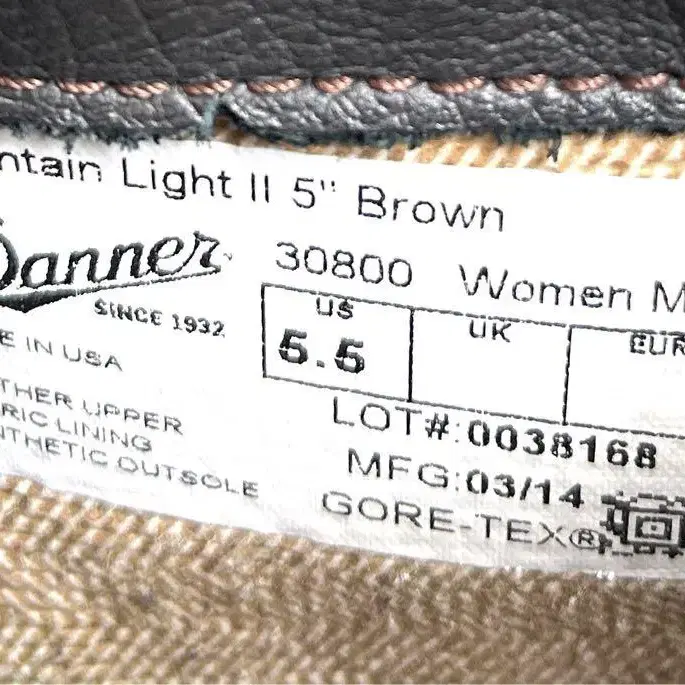 ntain Light II 5" Brown
Danner
SINCE 1932
30800 Women M
US UK EUR
5.5
E IN USA
THER UPPER
RIC LINING
NTHETIC OUTSOLE
LOT#:0038168
MFG:03/14
GORE-TEX®